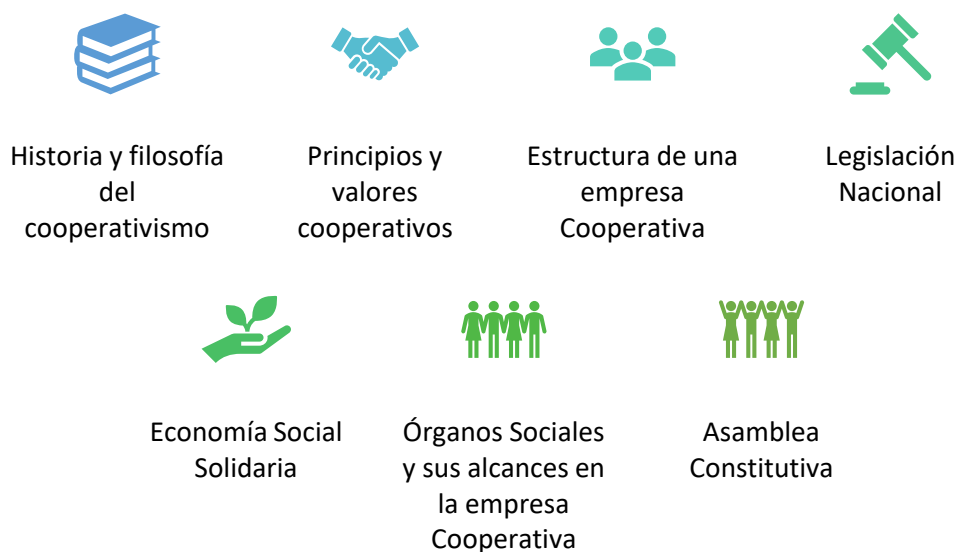 Historia y filosofía
del
cooperativismo
Principios y
valores
cooperativos
Estructura de una
empresa
Cooperativa
Legislación
Nacional
Economía Social
Solidaria
Órganos Sociales
y sus alcances en
la empresa
Cooperativa
Asamblea
Constitutiva